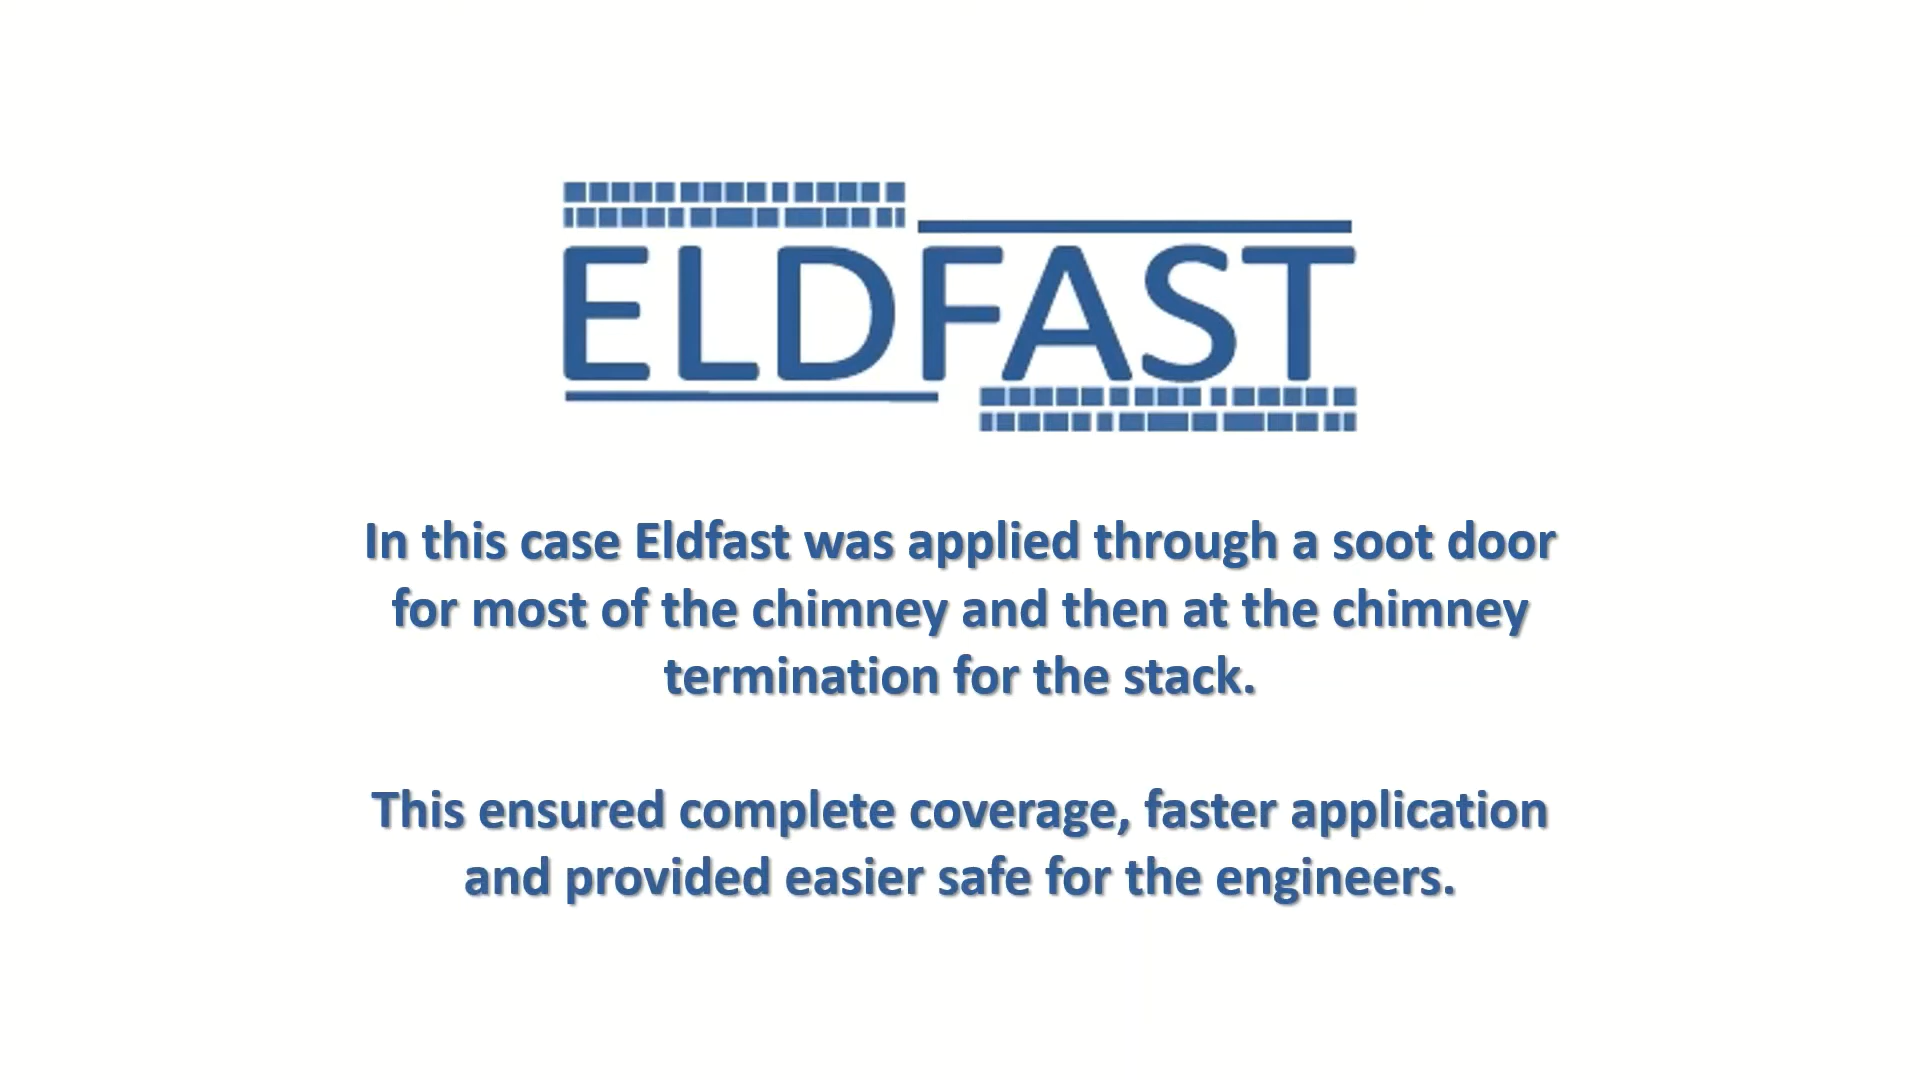 ELDFAST
In this case Eldfast was applied through a soot door
for most of the chimney and then at the chimney
termination for the stack.
This ensured complete coverage, faster application
and provided easier safe for the engineers.